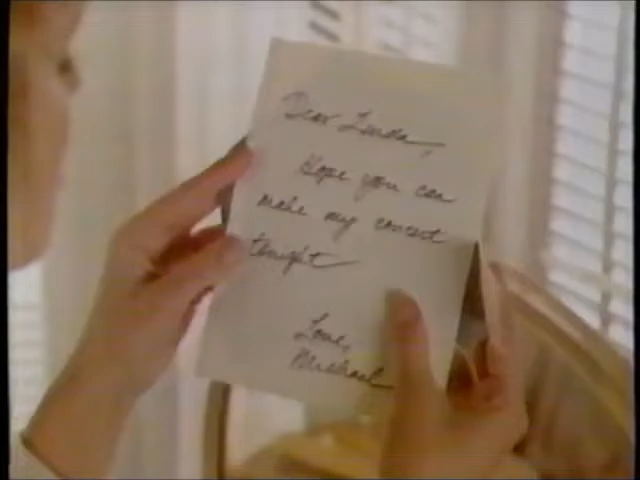 Dear Linda,
Hope you can
make my concert
tonight
Love,
Michael